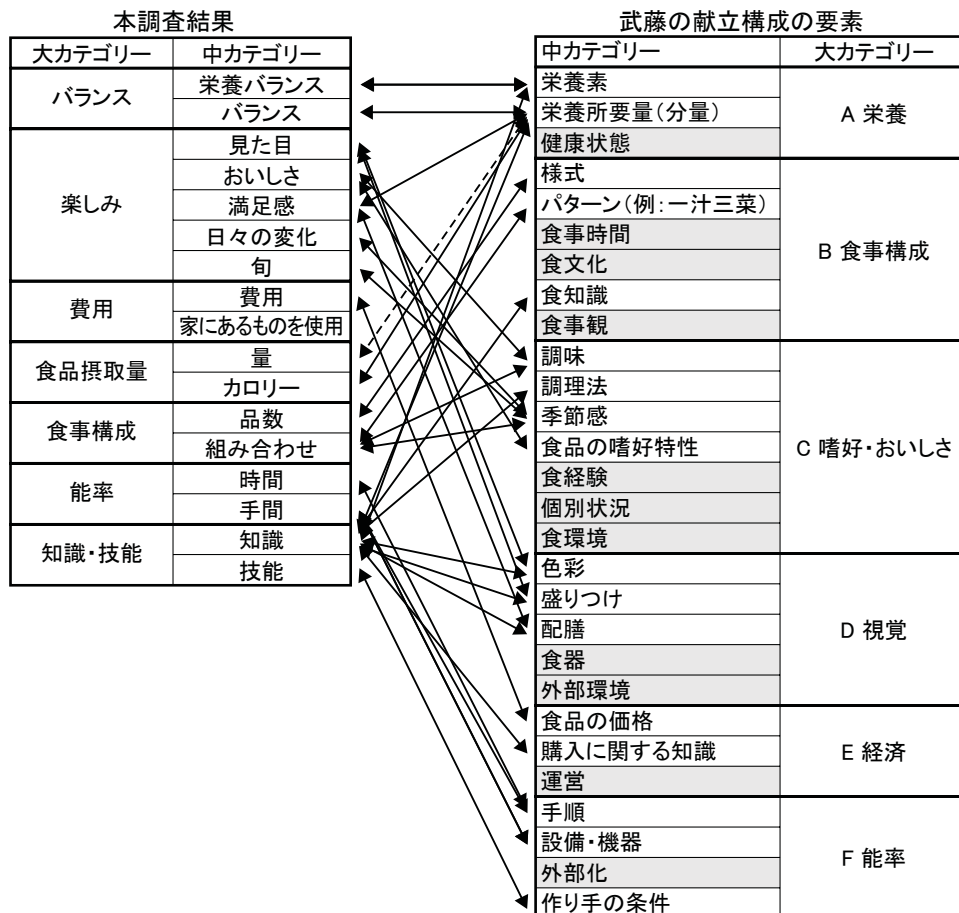 本調査結果
大カテゴリー 中カテゴリー
バランス
栄養バランス
バランス
楽しみ
見た目
おいしさ
満足感
日々の変化
旬
費用
費用
家にあるものを使用
食品摂取量
量
カロリー
食事構成
品数
組み合わせ
能率
時間
手間
知識・技能
知識
技能
武藤の献立構成の要素
中カテゴリー 大カテゴリー
栄養素
栄養所要量(分量)
健康状態
A 栄養
様式
パターン(例:一汁三菜)
食事時間
食文化
食知識
食事観
B 食事構成
調味
調理法
季節感
食品の嗜好特性
食経験
個別状況
食環境
C 嗜好・おいしさ
色彩
盛りつけ
配膳
食器
外部環境
D 視覚
食品の価格
購入に関する知識
運営
E 経済
手順
設備・機器
外部化
作り手の条件
F 能率